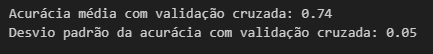 Acurácia média com validação cruzada: 0.74
Desvio padrão da acurácia com validação cruzada: 0.05